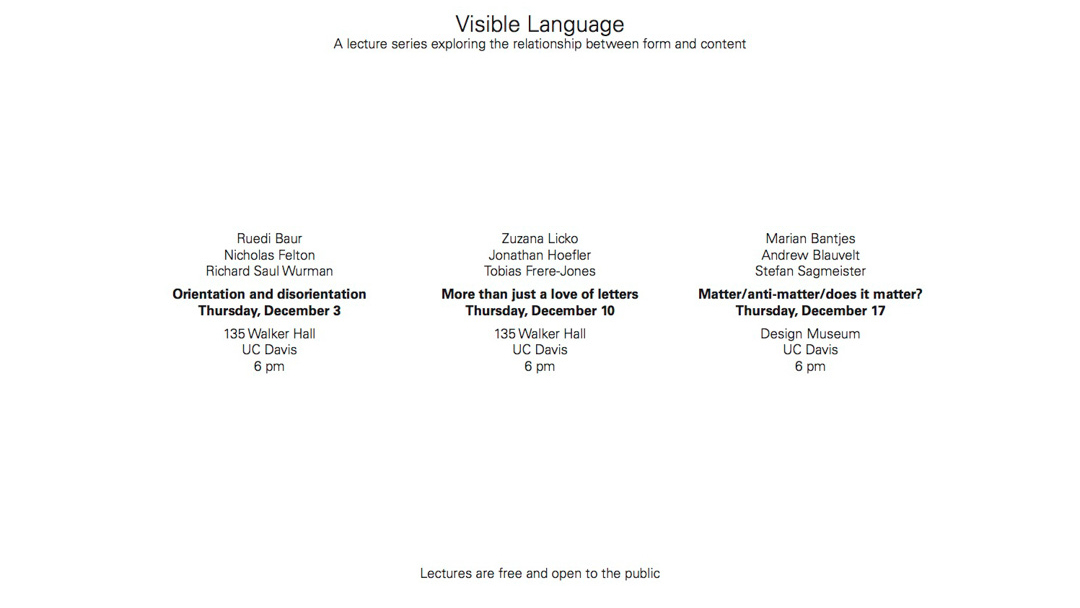 Visible Language
A lecture series exploring the relationship between form and content
Ruedi Baur
Nicholas Felton
Richard Saul Wurman
Orientation and disorientation
Thursday, December 3
135 Walker Hall
UC Davis
6 pm
Zuzana Licko
Jonathan Hoefler
Tobias Frere-Jones
More than just a love of letters
Thursday, December 10
135 Walker Hall
UC Davis
6 pm
Marian Bantjes
Andrew Blauvelt
Stefan Sagmeister
Matter/anti-matter/does it matter?
Thursday, December 17
Design Museum
UC Davis
6 pm
Lectures are free and open to the public